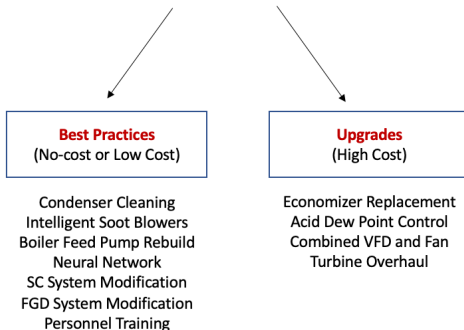 Best Practices
(No-cost or Low Cost)
Condenser Cleaning
Intelligent Soot Blowers
Boiler Feed Pump Rebuild
Neural Network
SC System Modification
FGD System Modification
Personnel Training
Upgrades
(High Cost)
Economizer Replacement
Acid Dew Point Control
Combined VFD and Fan
Turbine Overhaul